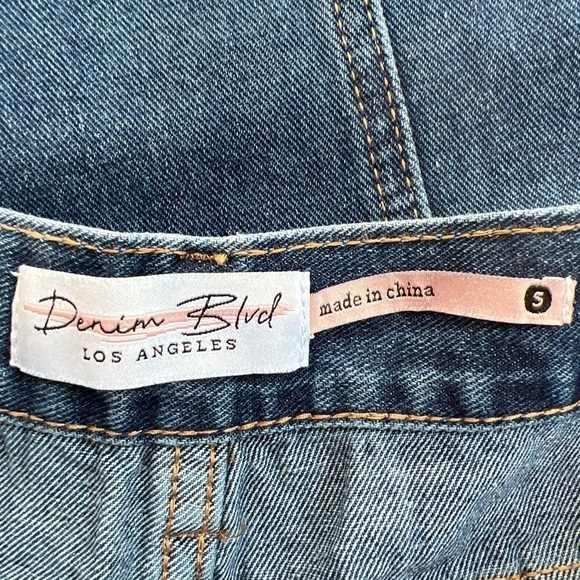 Denim Blvd
LOS ANGELES
made in china
S